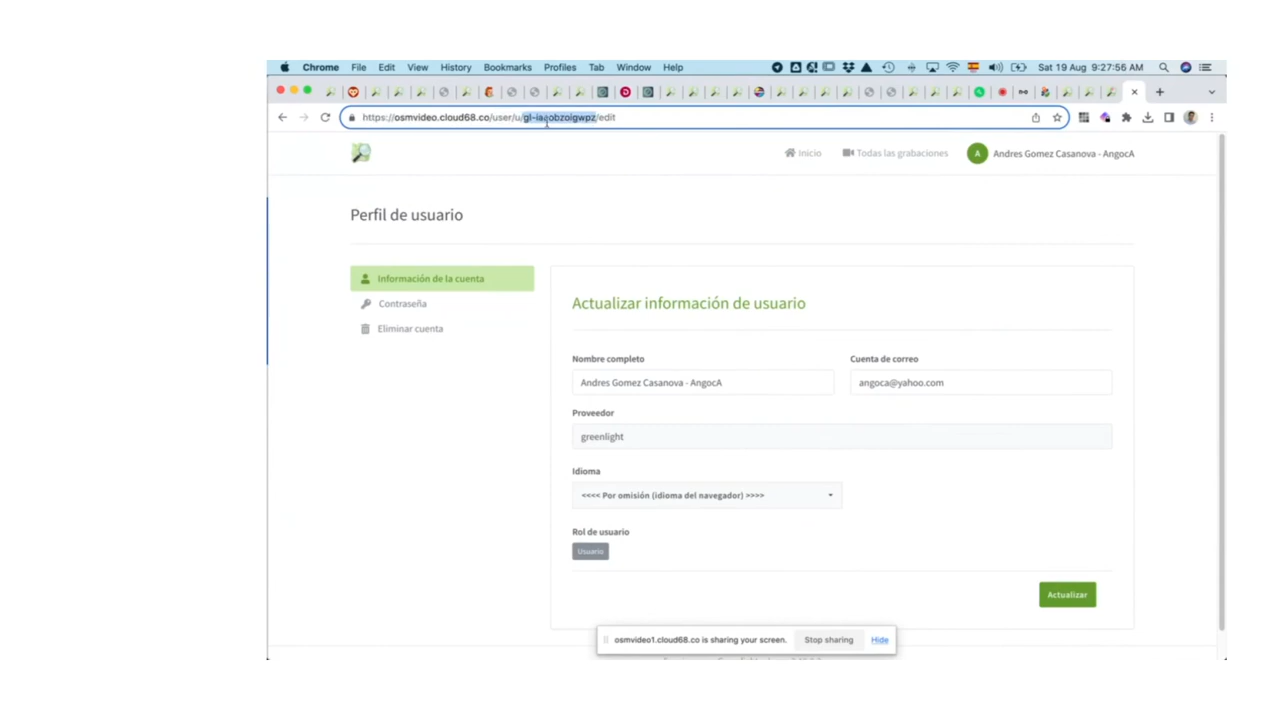 Chrome File Edit View History Bookmarks Profiles Tab Window Help Sat 19 Aug 9:27:56 AM
https://osmvideo.cloud68.co/user/u/gl-iaaobzoigwpz/edit
Inicio Todas las grabaciones A Andres Gomez Casanova - AngocA
Perfil de usuario
Información de la cuenta
Contraseña
Eliminar cuenta
Actualizar información de usuario
Nombre completo Cuenta de correo
Andres Gomez Casanova - AngocA angoca@yahoo.com
Proveedor
greenlight
Idioma
<<<< Por omisión (idioma del navegador) >>>>
Rol de usuario
Usuario
Actualizar
osmvideo1.cloud68.co is sharing your screen. Stop sharing Hide